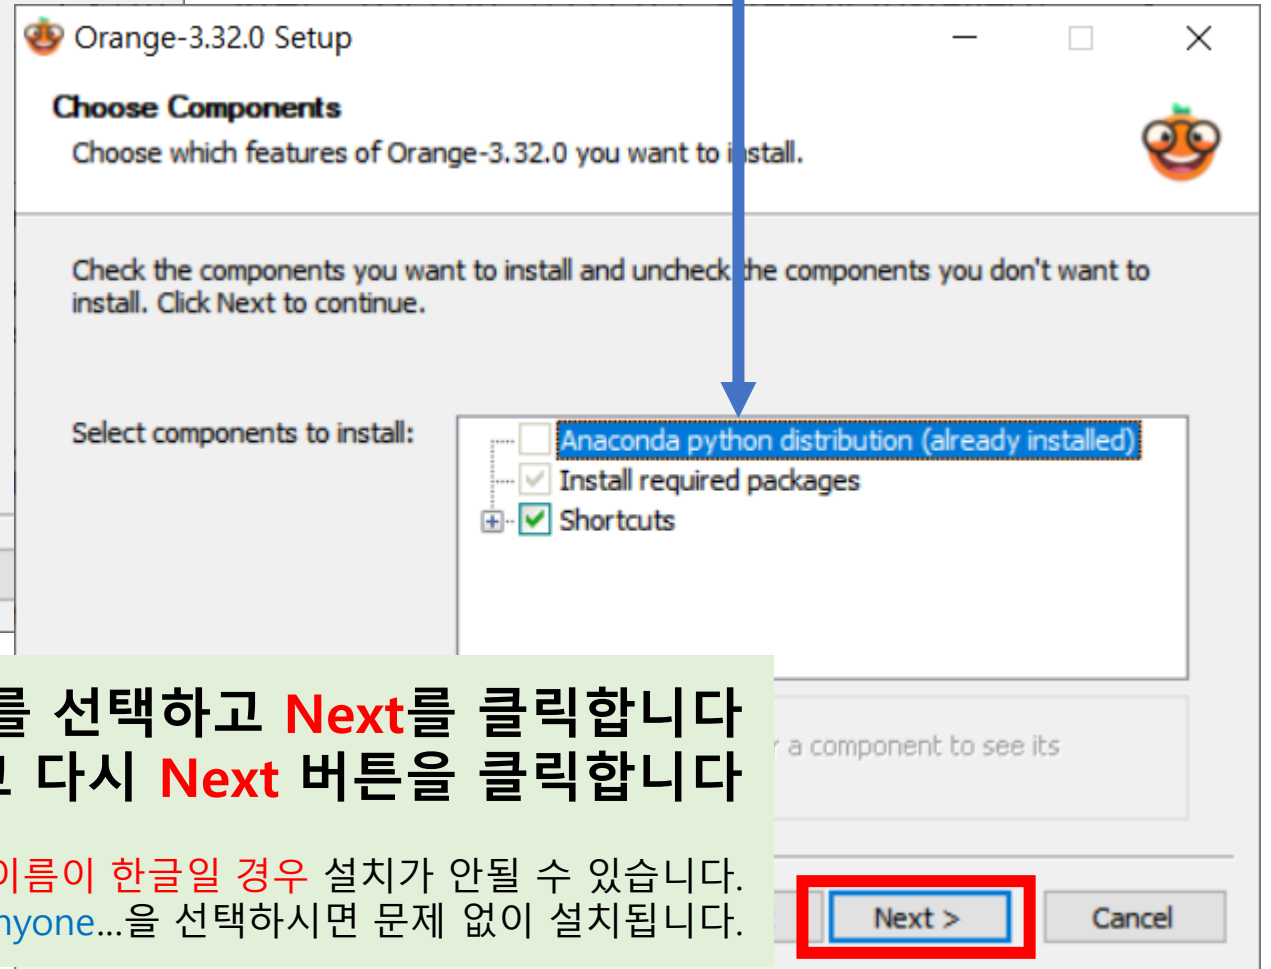 Orange-3.32.0 Setup
Choose Components
Choose which features of Orange-3.32.0 you want to install.
Check the components you want to install and uncheck the components you don't want to
install. Click Next to continue.
Select components to install:
Anaconda python distribution (already installed)
Install required packages
Shortcuts
를 선택하고 Next를 클릭합니다
다시 Next 버튼을 클릭합니다
a component to see its
이름이 한글일 경우 설치가 안될 수 있습니다.
nyone...을 선택하시면 문제 없이 설치됩니다.
Next >
Cancel